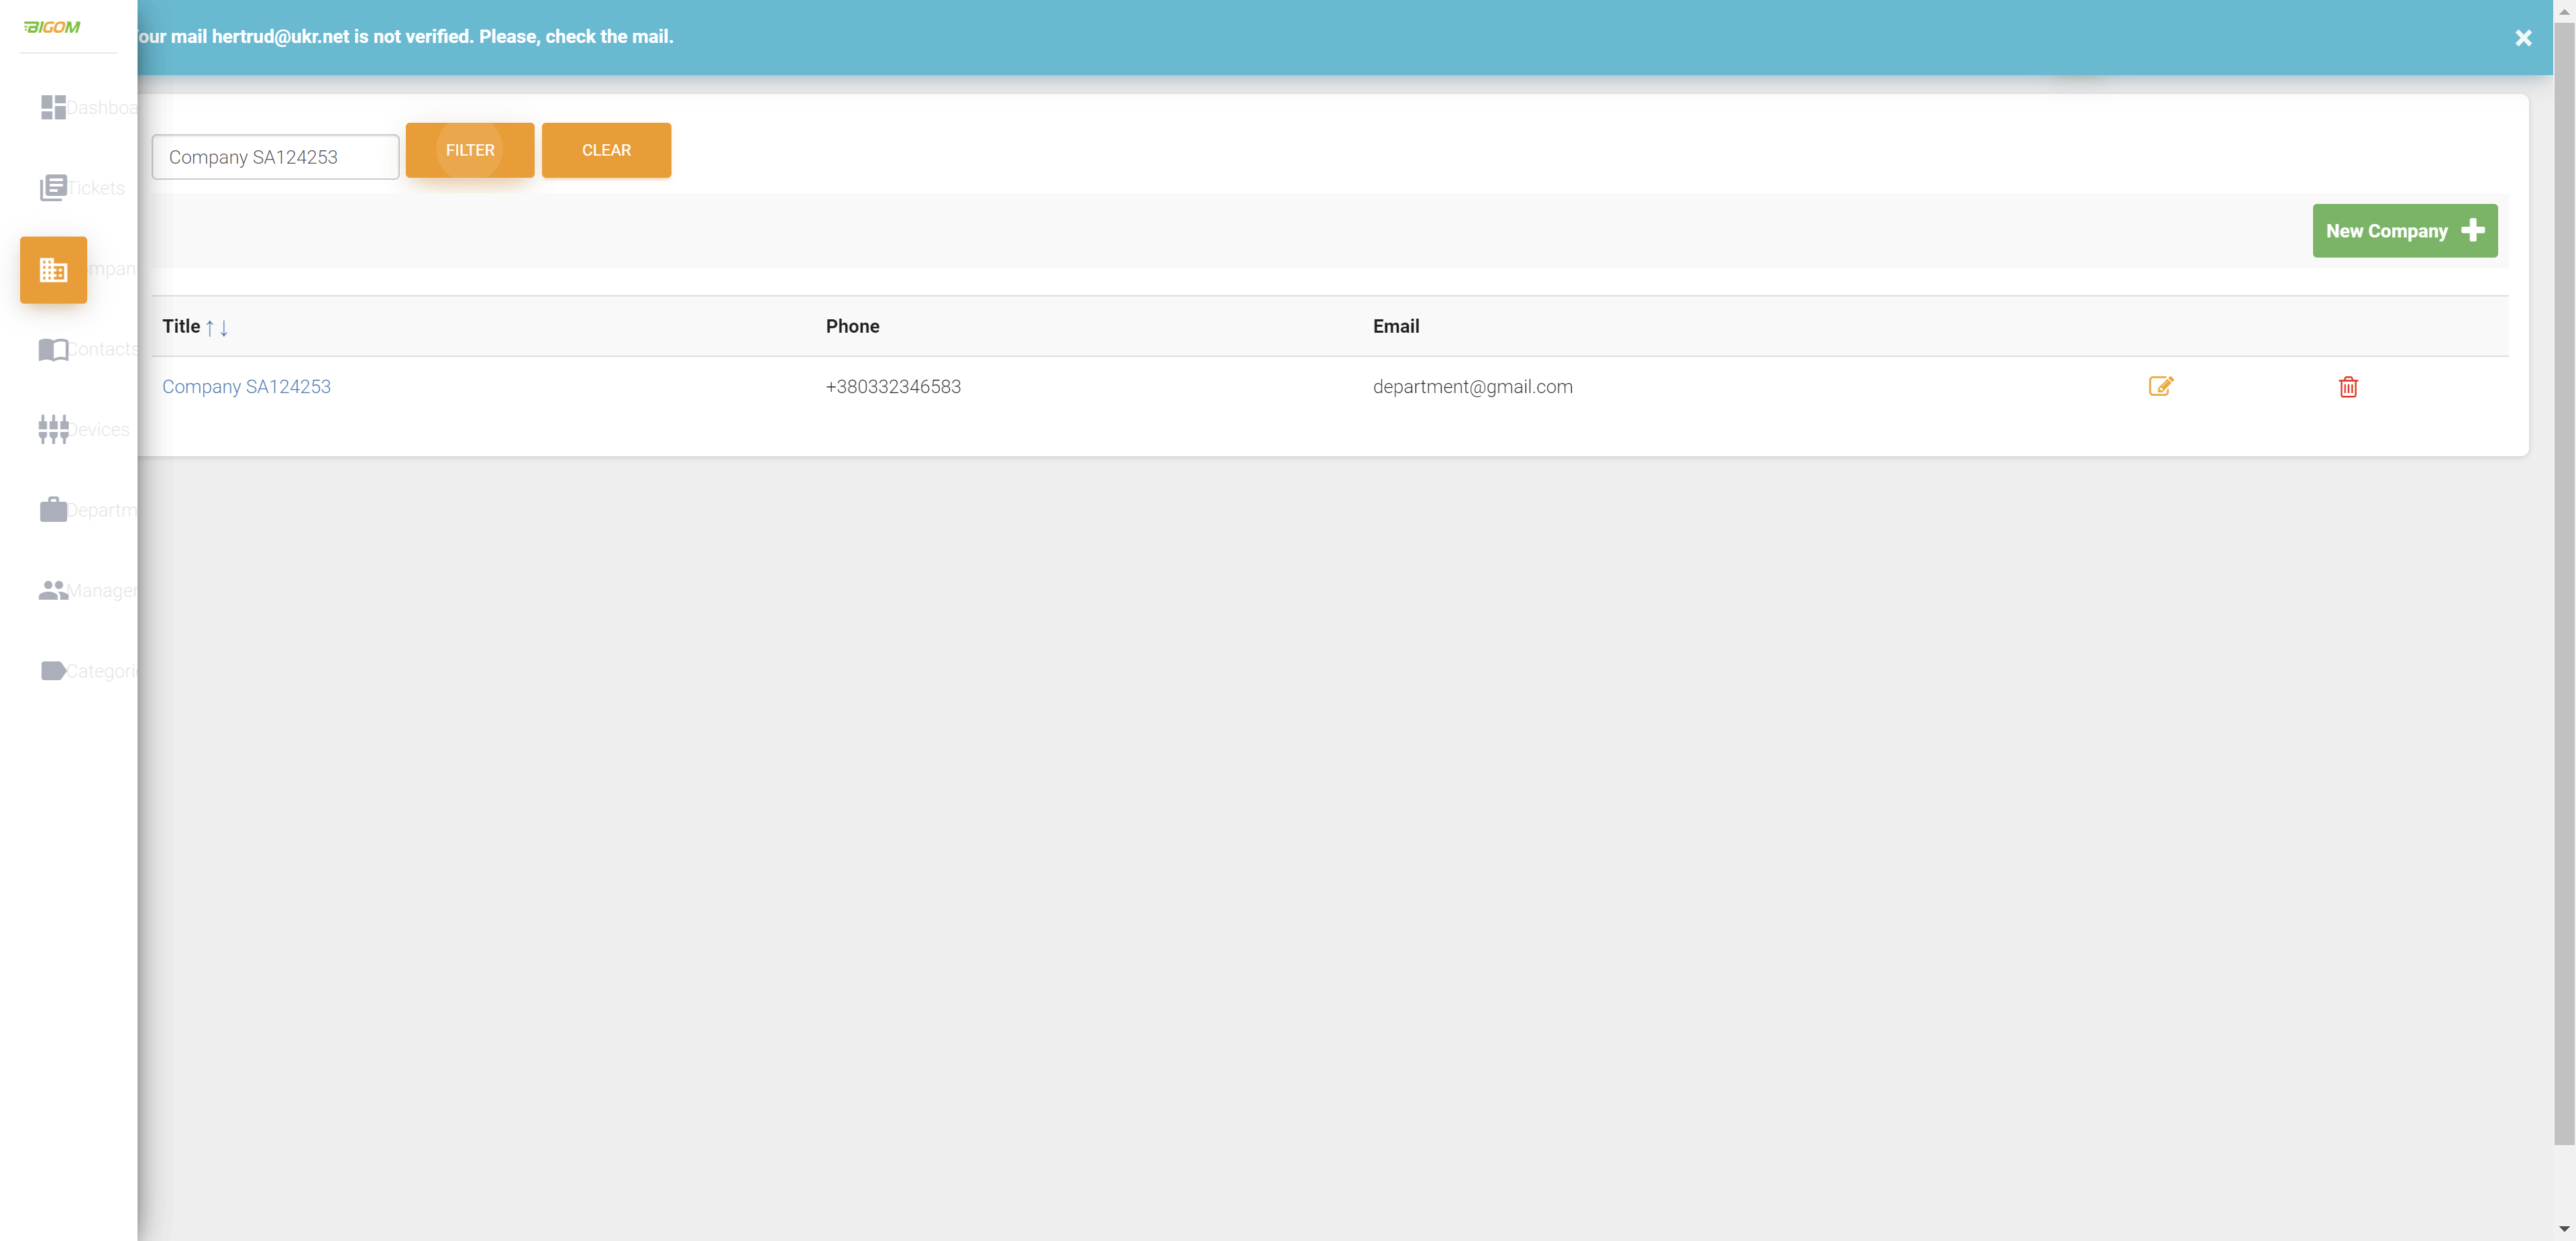 BIGOM
our mail hertrud@ukr.net is not verified. Please, check the mail.
Dashboa
Tickets
mpan
Contacts
Devices
Departm
Manager
Categori
Company SA124253
FILTER
CLEAR
New Company
Title
Phone
Email
Company SA124253
+380332346583
department@gmail.com